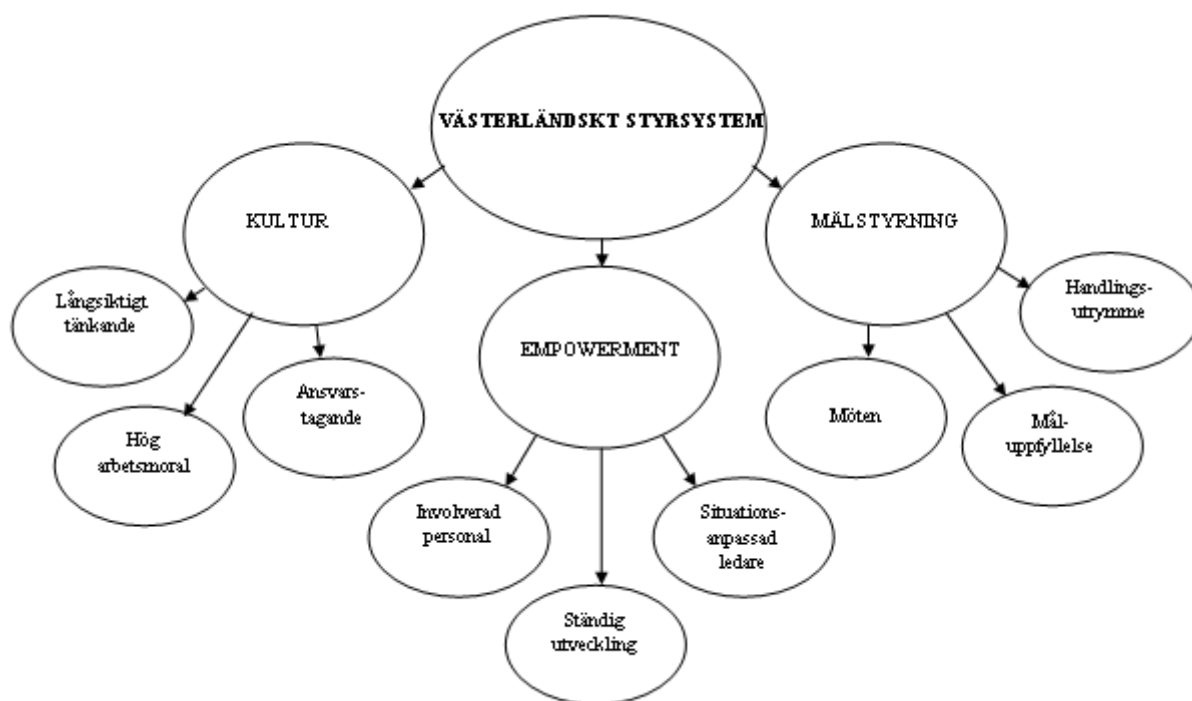 VÄSTERLÄNDSKT STYRSYSTEM
KULTUR
MÄLSTYRNING
Långsiktigt
tänkande
Handlings-
utrymme
EMPOWERMENT
Ansvars-
tagande
Möten
Hög
arbetsmoral
Mål-
uppfyllelse
Involverad
personal
Situations-
anpassad
ledare
Ständig
utveckling